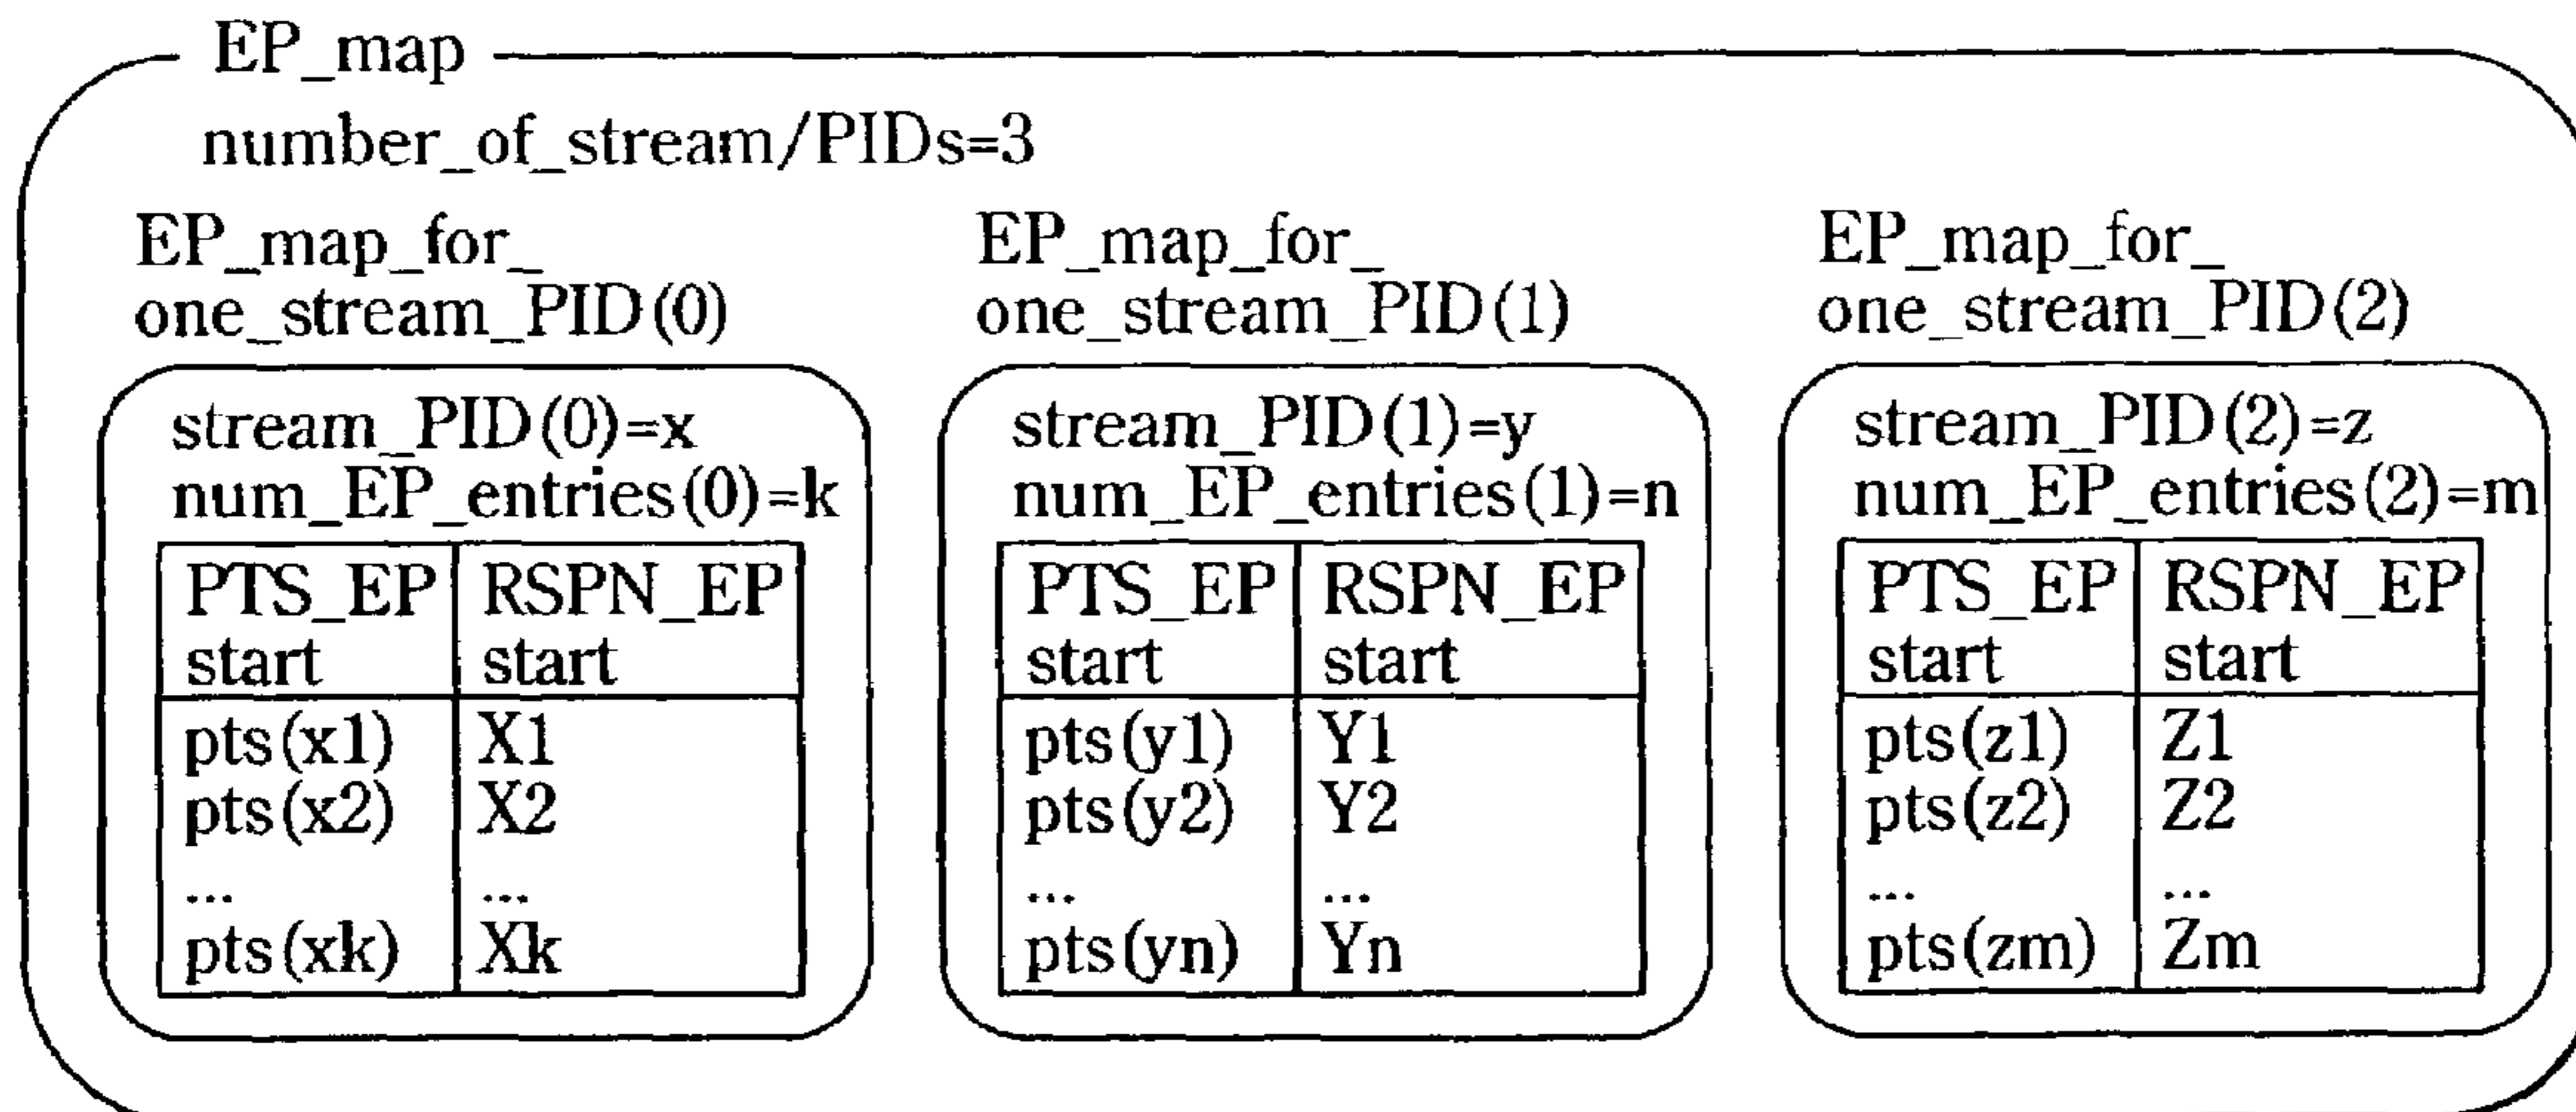 EP_map
number_of_stream/PIDs=3
EP_map_for_
one_stream_PID(0)
stream_PID(0)=x
num_EP_entries(0)=k
PTS_EP RSPN_EP
start start
pts(x1) X1
pts(x2) X2
... ...
pts(xk) Xk
EP_map_for_
one_stream_PID(1)
stream_PID(1)=y
num_EP_entries(1)=n
PTS_EP RSPN_EP
start start
pts(y1) Y1
pts(y2) Y2
... ...
pts(yn) Yn
EP_map_for_
one_stream_PID(2)
stream_PID(2)=z
num_EP_entries(2)=m
PTS_EP RSPN_EP
start start
pts(z1) Z1
pts(z2) Z2
... ...
pts(zm) Zm